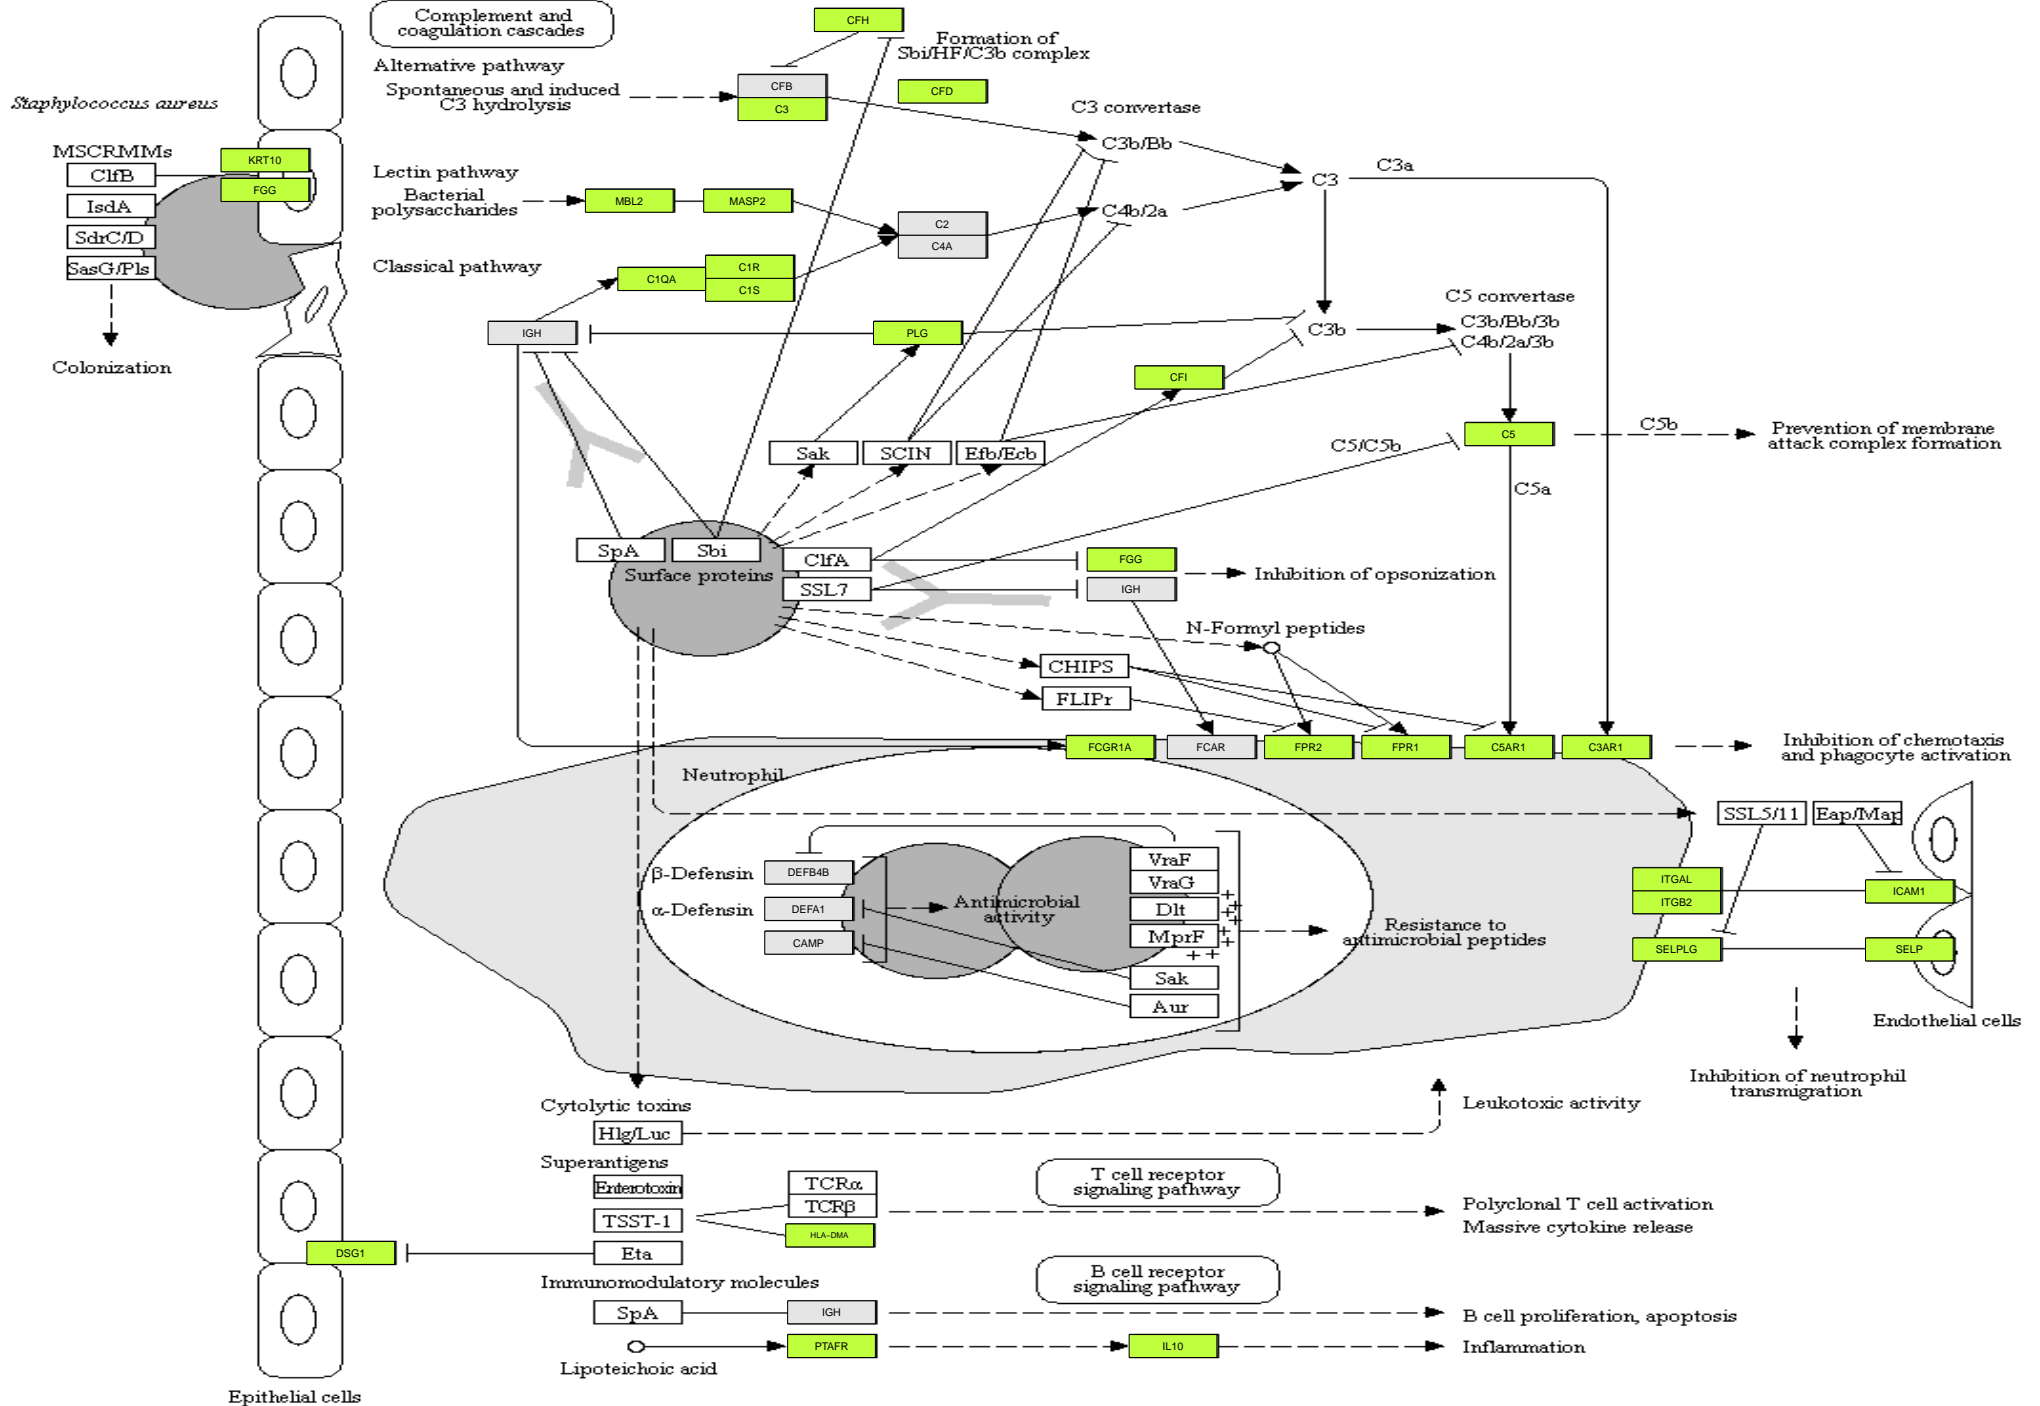 Complement and
coagulation cascades
CFH
Formation of
Sbi/HF/C3b complex
Alternative pathway
Spontaneous and induced
C3 hydrolysis
CFB
C3
CFD
C3 convertase
C3b/Bb
Staphylococcus aureus
MSCRMMs
ClfB
IsdA
SdrC/D
SasG/Pls
KRT10
FGG
Colonization
Lectin pathway
Bacterial
polysaccharides
MBL2
MASP2
C2
C4A
C4b/2a
C3
C3a
Classical pathway
C1QA
C1R
C1S
IGH
PLG
C3b
C5 convertase
C3b/Bb/3b
C4b/2a/3b
CFI
C5
C5b
Prevention of membrane
attack complex formation
C5/C5b
C5a
Sak
SCIN
Efb/Ecb
SpA
Sbi
Surface proteins
ClfA
SSL7
FGG
IGH
Inhibition of opsonization
N-Formyl peptides
CHIPS
FLIPr
FCGR1A
FCAR
FPR2
FPR1
C5AR1
C3AR1
Inhibition of chemotaxis
and phagocyte activation
Neutrophil
SSL5/11
Eap/Map
β-Defensin
DEFB4B
α-Defensin
DEFA1
CAMP
Antimicrobial
activity
VraF
VraG
Dlt
MprF
Sak
Aur
+
+
+
+
+
+
+
+
Resistance to
antimicrobial peptides
ITGAL
ITGB2
ICAM1
SELPLG
SELP
Endothelial cells
Inhibition of neutrophil
transmigration
Cytolytic toxins
Hlg/Luc
Leukotoxic activity
Superantigens
Enterotoxin
TSST-1
Eta
TCRα
TCRβ
HLA-DMA
T cell receptor
signaling pathway
Polyclonal T cell activation
Massive cytokine release
DSG1
Immunomodulatory molecules
B cell receptor
signaling pathway
SpA
IGH
B cell proliferation, apoptosis
Lipoteichoic acid
PTAFR
IL10
Inflammation
Epithelial cells